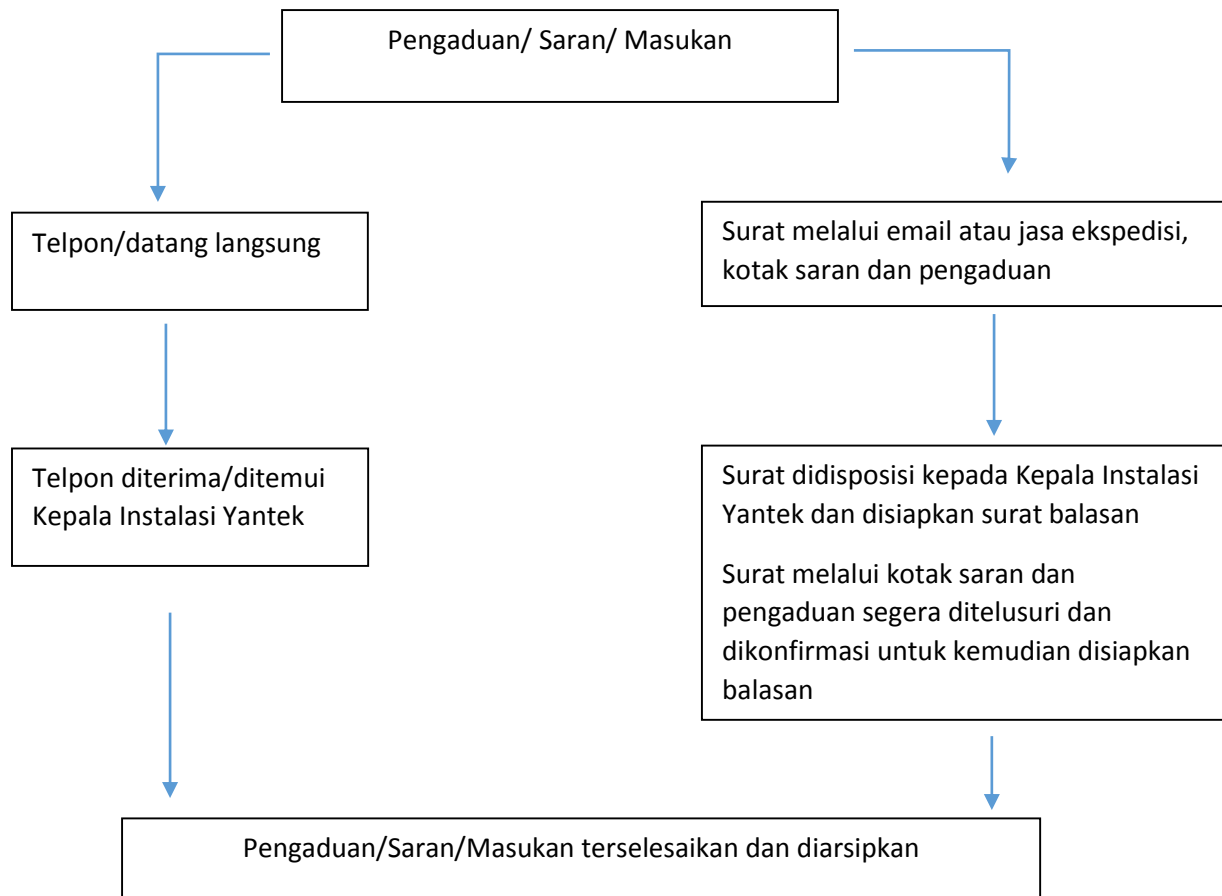 Pengaduan/ Saran/ Masukan
Telpon/datang langsung
Surat melalui email atau jasa ekspedisi,
kotak saran dan pengaduan
Telpon diterima/ditemui
Kepala Instalasi Yantek
Surat didisposisi kepada Kepala Instalasi
Yantek dan disiapkan surat balasan
Surat melalui kotak saran dan
pengaduan segera ditelusuri dan
dikonfirmasi untuk kemudian disiapkan
balasan
Pengaduan/Saran/Masukan terselesaikan dan diarsipkan